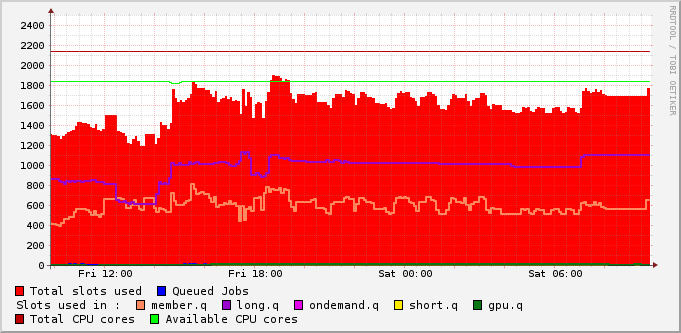 RRDTOOL / TOBI OETIKER
2400
2200
2000
1800
1600
1400
1200
1000
800
600
400
200
0
Fri 12:00 Fri 18:00 Sat 00:00 Sat 06:00
Total slots used Queued Jobs
Slots used in : member.q long.q ondemand.q short.q gpu.q
Total CPU cores Available CPU cores